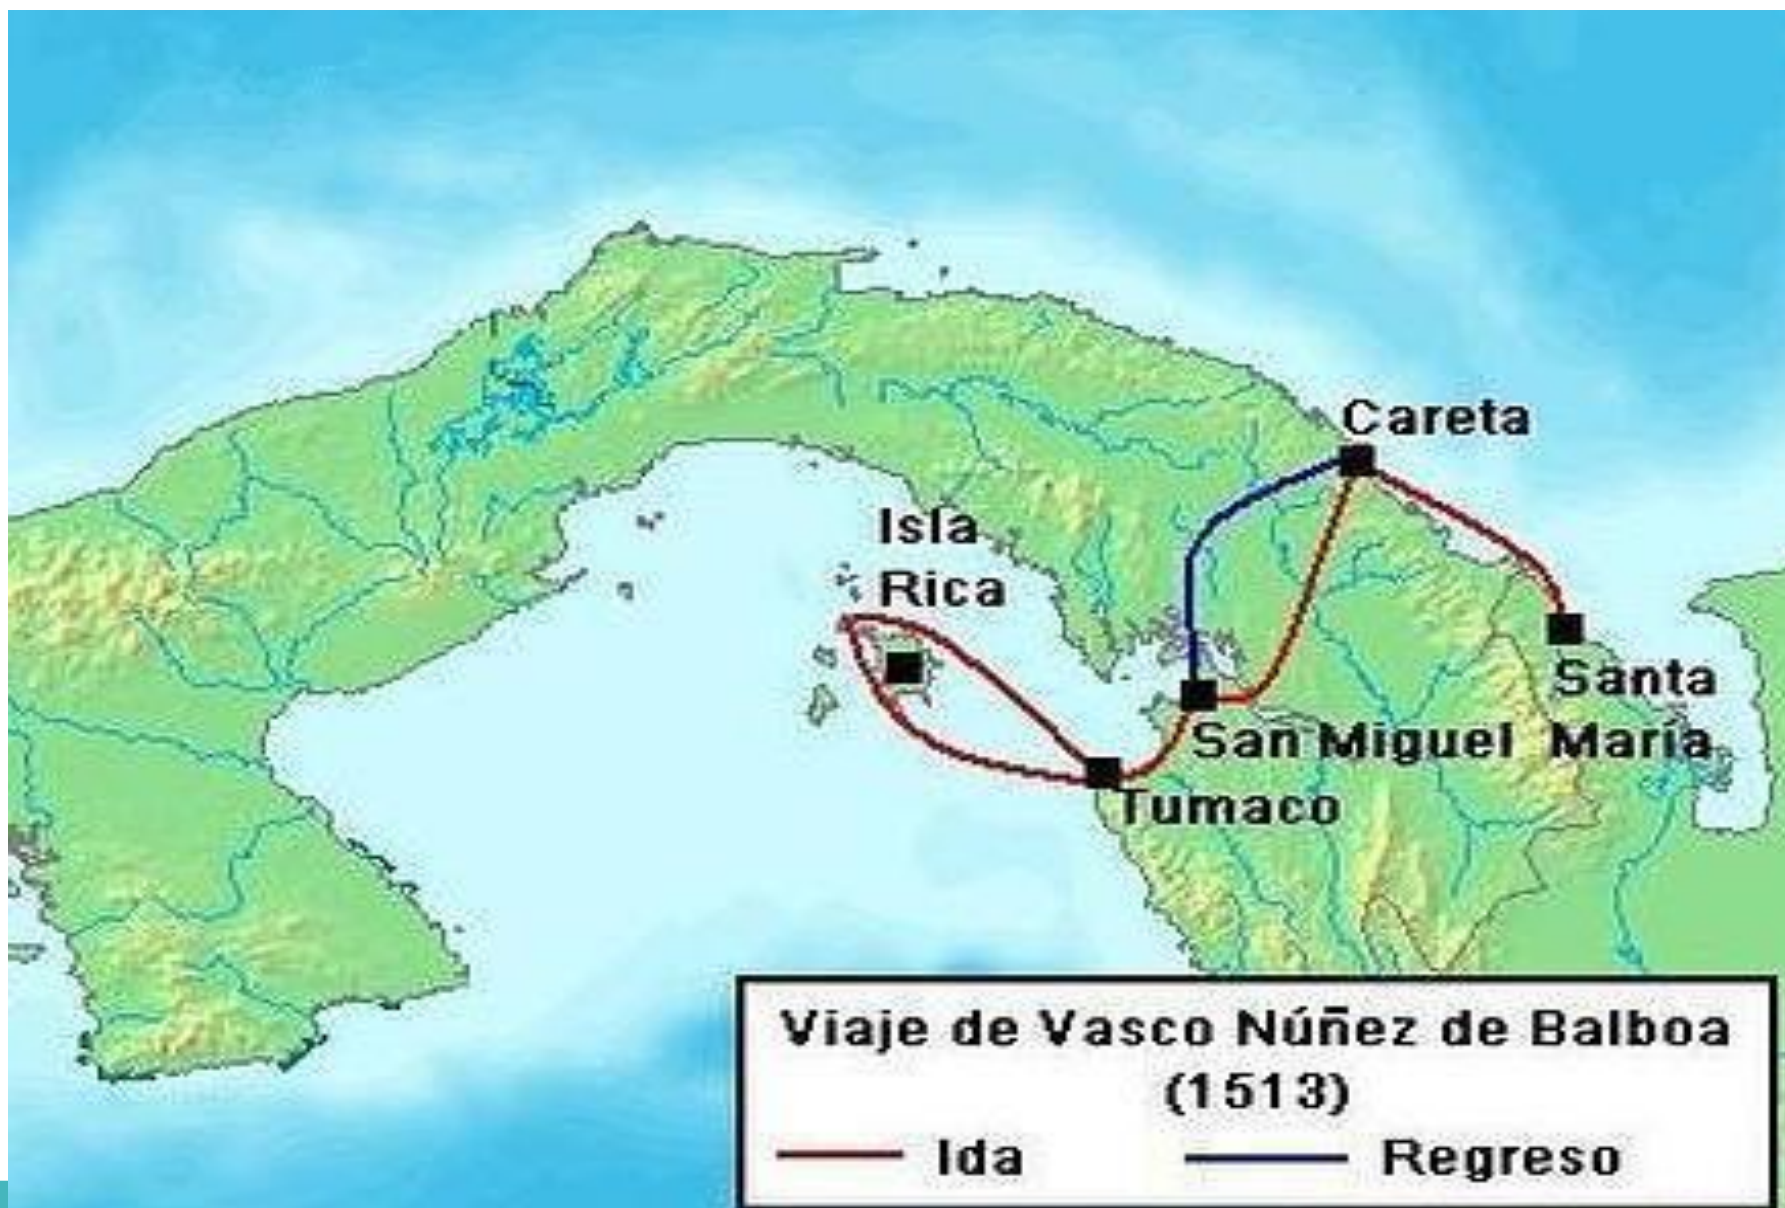 Careta
Isla
Rica
Santa
María
San Miguel
Tumaco
Viaje de Vasco Núñez de Balboa
(1513)
Ida
Regreso